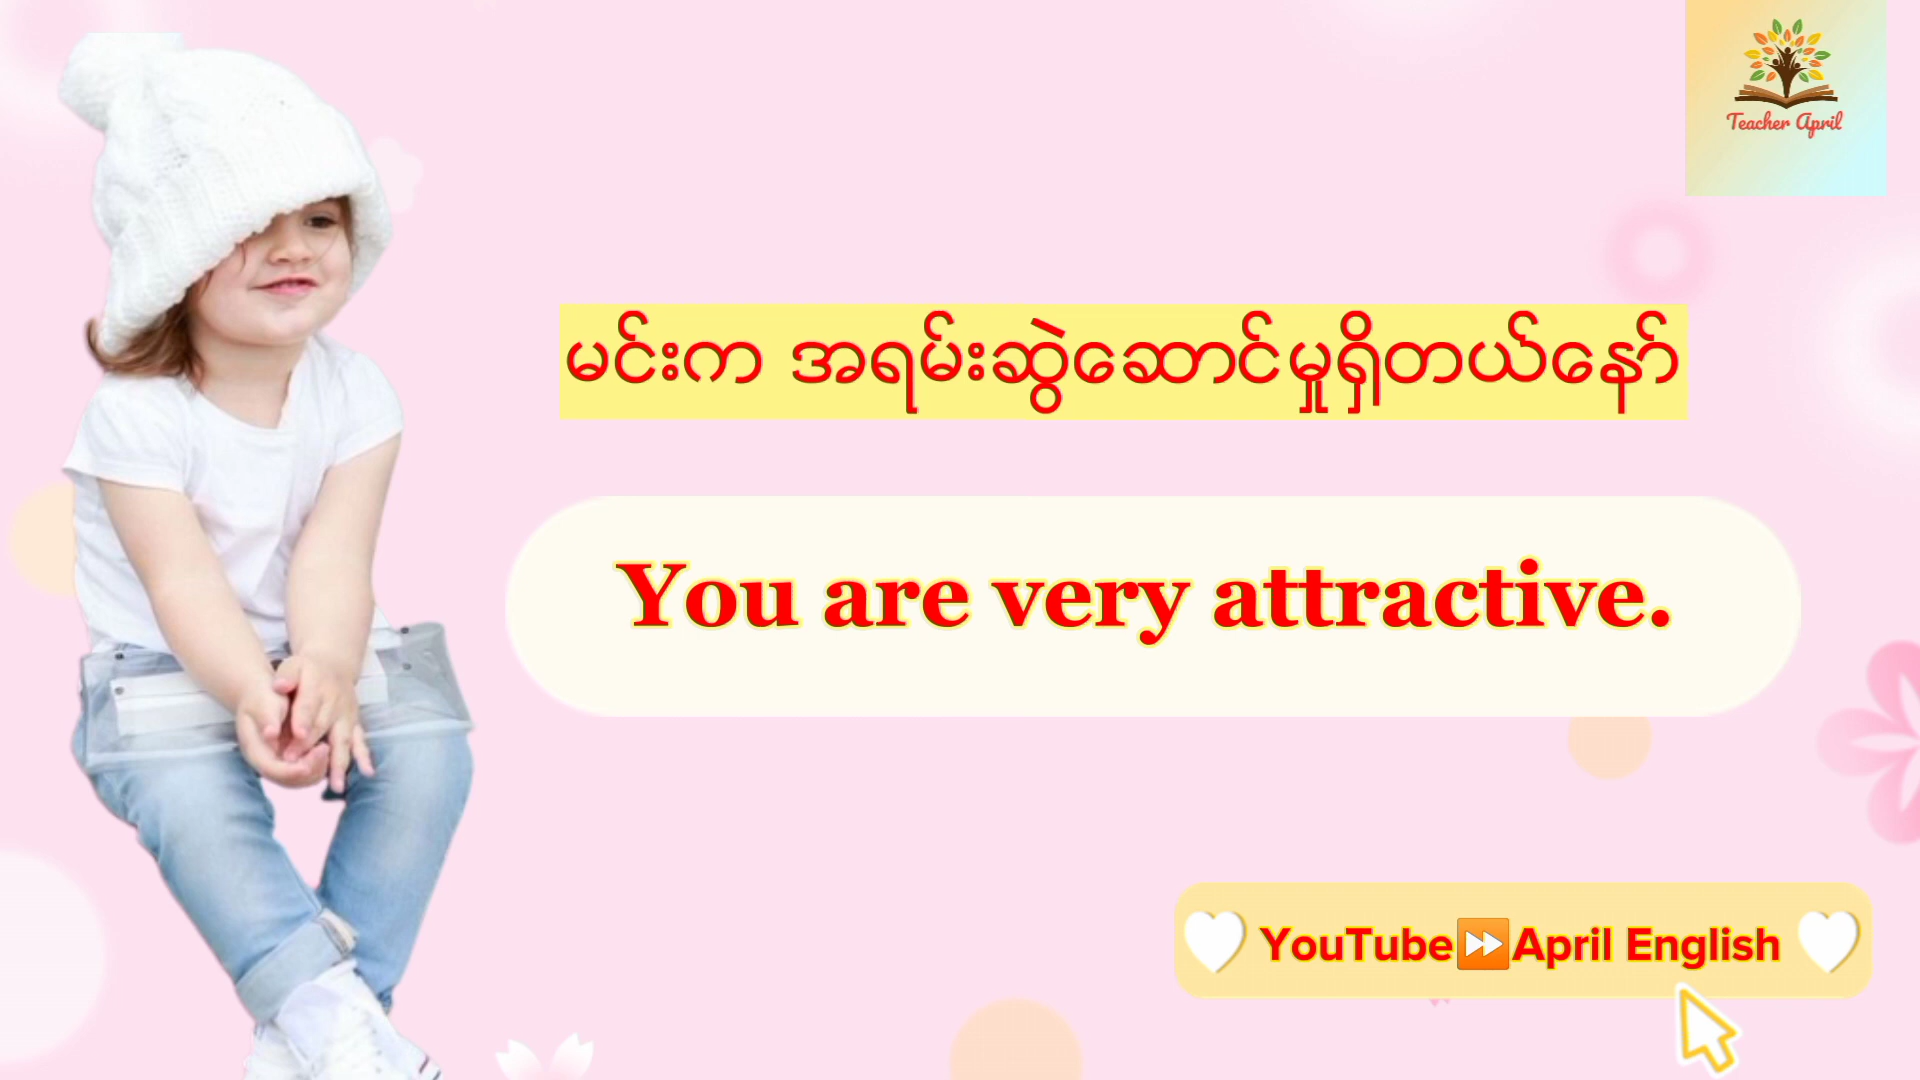 Teacher April
မင်းက အရမ်းဆွဲဆောင်မှုရှိတယ်နော်
You are very attractive.
🤍 YouTube⏩April English 🤍